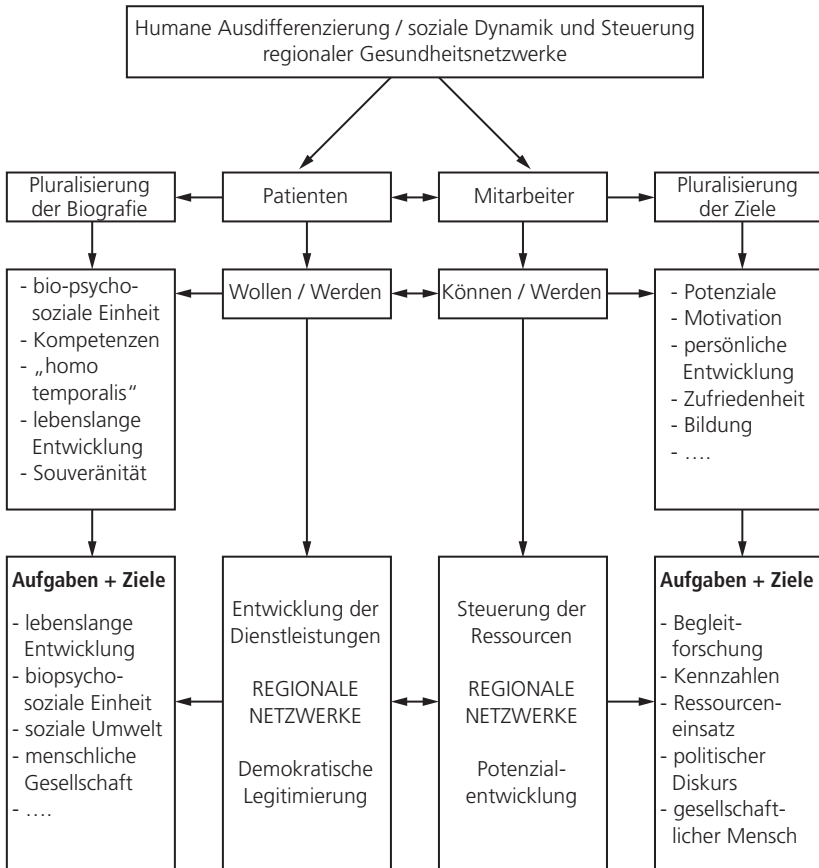 Humane Ausdifferenzierung / soziale Dynamik und Steuerung
regionaler Gesundheitsnetzwerke
Pluralisierung
der Biografie
Patienten
Mitarbeiter
Pluralisierung
der Ziele
- bio-psycho-
soziale Einheit
- Kompetenzen
- „homo
temporalis“
- lebenslange
Entwicklung
- Souveränität
Wollen / Werden
Können / Werden
- Potenziale
- Motivation
- persönliche
Entwicklung
- Zufriedenheit
- Bildung
- ....
Aufgaben + Ziele
- lebenslange
Entwicklung
- biopsycho-
soziale Einheit
- soziale Umwelt
- menschliche
Gesellschaft
- ....
Entwicklung der
Dienstleistungen
REGIONALE
NETZWERKE
Demokratische
Legitimierung
Steuerung der
Ressourcen
REGIONALE
NETZWERKE
Potenzial-
entwicklung
Aufgaben + Ziele
- Begleit-
forschung
- Kennzahlen
- Ressourcen-
einsatz
- politischer
Diskurs
- gesellschaft-
licher Mensch